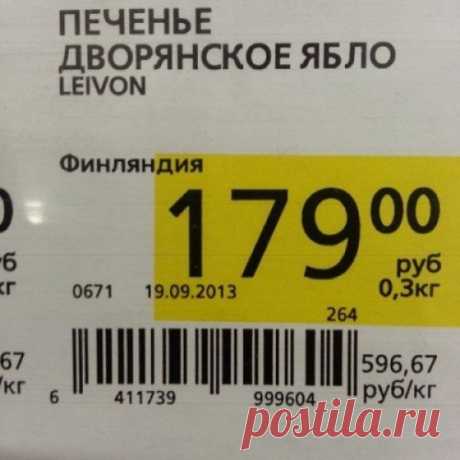 ПЕЧЕНЬЕ
ДВОРЯНСКОЕ ЯБЛО
LEIVON
Финляндия
179 00
руб
0,3кг
0671 19.09.2013
264
596,67
руб/кг
6 411739 999604
postila.ru